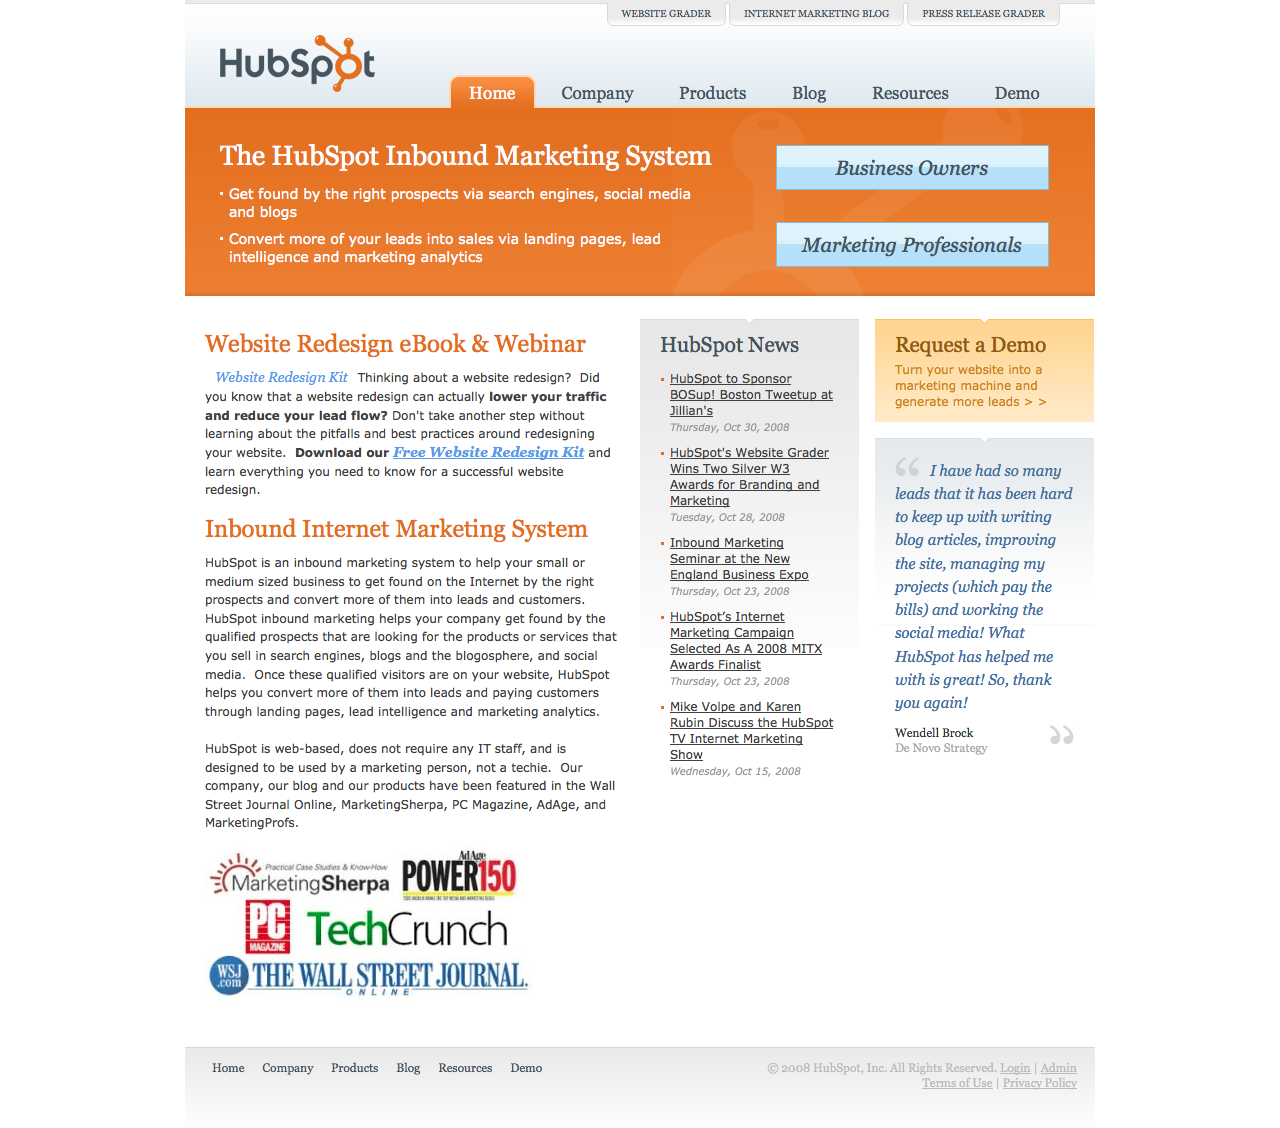 WEBSITE GRADER
INTERNET MARKETING BLOG
PRESS RELEASE GRADER
HubSpot
Home
Company
Products
Blog
Resources
Demo
The HubSpot Inbound Marketing System
Get found by the right prospects via search engines, social media
and blogs
Convert more of your leads into sales via landing pages, lead
intelligence and marketing analytics
Business Owners
Marketing Professionals
Website Redesign eBook & Webinar
Website Redesign Kit Thinking about a website redesign? Did
you know that a website redesign can actually lower your traffic
and reduce your lead flow? Don't take another step without
learning about the pitfalls and best practices around redesigning
your website. Download our Free Website Redesign Kit and
learn everything you need to know for a successful website
redesign.
Inbound Internet Marketing System
HubSpot is an inbound marketing system to help your small or
medium sized business to get found on the Internet by the right
prospects and convert more of them into leads and customers.
HubSpot inbound marketing helps your company get found by the
qualified prospects that are looking for the products or services that
you sell in search engines, blogs and the blogosphere, and social
media. Once these qualified visitors are on your website, HubSpot
helps you convert more of them into leads and paying customers
through landing pages, lead intelligence and marketing analytics.
HubSpot is web-based, does not require any IT staff, and is
designed to be used by a marketing person, not a techie. Our
company, our blog and our products have been featured in the Wall
Street Journal Online, MarketingSherpa, PC Magazine, AdAge, and
MarketingProfs.
Practical Case Studies & Know-How
MarketingSherpa
AdAge
POWER150
PC
MAGAZINE
TechCrunch
WSJ
.com
THE WALL STREET JOURNAL.
ONLINE
HubSpot News
HubSpot to Sponsor
BOSup! Boston Tweetup at
Jillian's
Thursday, Oct 30, 2008
HubSpot's Website Grader
Wins Two Silver W3
Awards for Branding and
Marketing
Tuesday, Oct 28, 2008
Inbound Marketing
Seminar at the New
England Business Expo
Thursday, Oct 23, 2008
HubSpot’s Internet
Marketing Campaign
Selected As A 2008 MITX
Awards Finalist
Thursday, Oct 23, 2008
Mike Volpe and Karen
Rubin Discuss the HubSpot
TV Internet Marketing
Show
Wednesday, Oct 15, 2008
Request a Demo
Turn your website into a
marketing machine and
generate more leads > >
“ I have had so many
leads that it has been hard
to keep up with writing
blog articles, improving
the site, managing my
projects (which pay the
bills) and working the
social media! What
HubSpot has helped me
with is great! So, thank
you again!
Wendell Brock ”
De Novo Strategy
Home
Company
Products
Blog
Resources
Demo
© 2008 HubSpot, Inc. All Rights Reserved. Login | Admin
Terms of Use | Privacy Policy